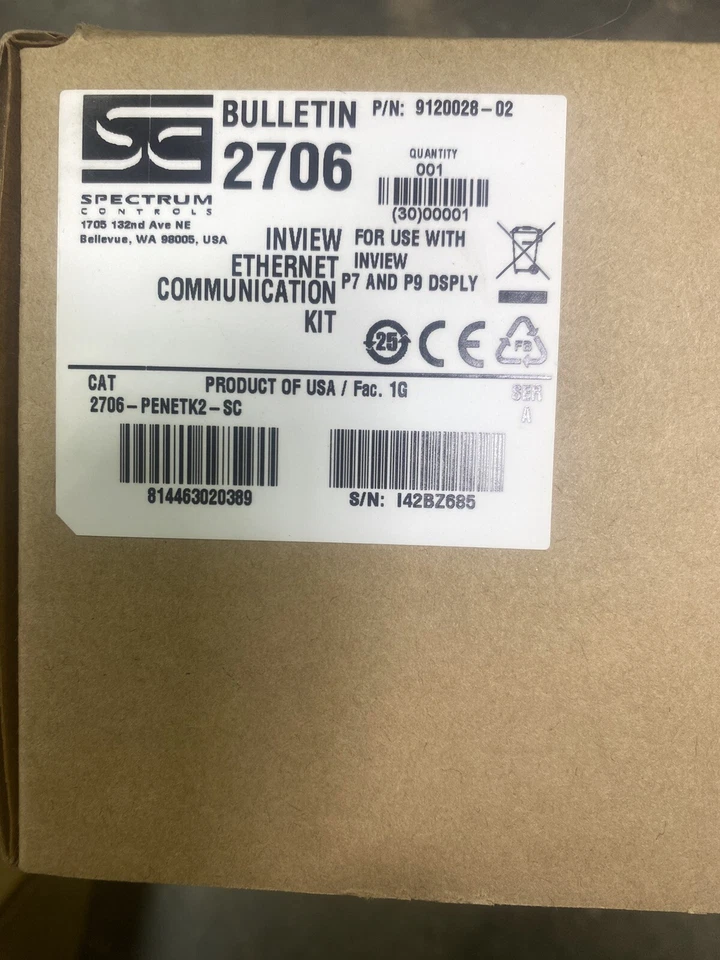 SC
BULLETIN
2706
P/N: 9120028-02
QUANTITY
001
(30)00001
SPECTRUM
CONTROLS
1705 132nd Ave NE
Bellevue, WA 98005, USA
INVIEW
ETHERNET
COMMUNICATION
KIT
FOR USE WITH
INVIEW
P7 AND P9 DSPLY
25
CE
FB
CAT
2706-PENETK2-SC
PRODUCT OF USA / Fac. 1G
SER
A
814463020389
S/N: I42BZ685